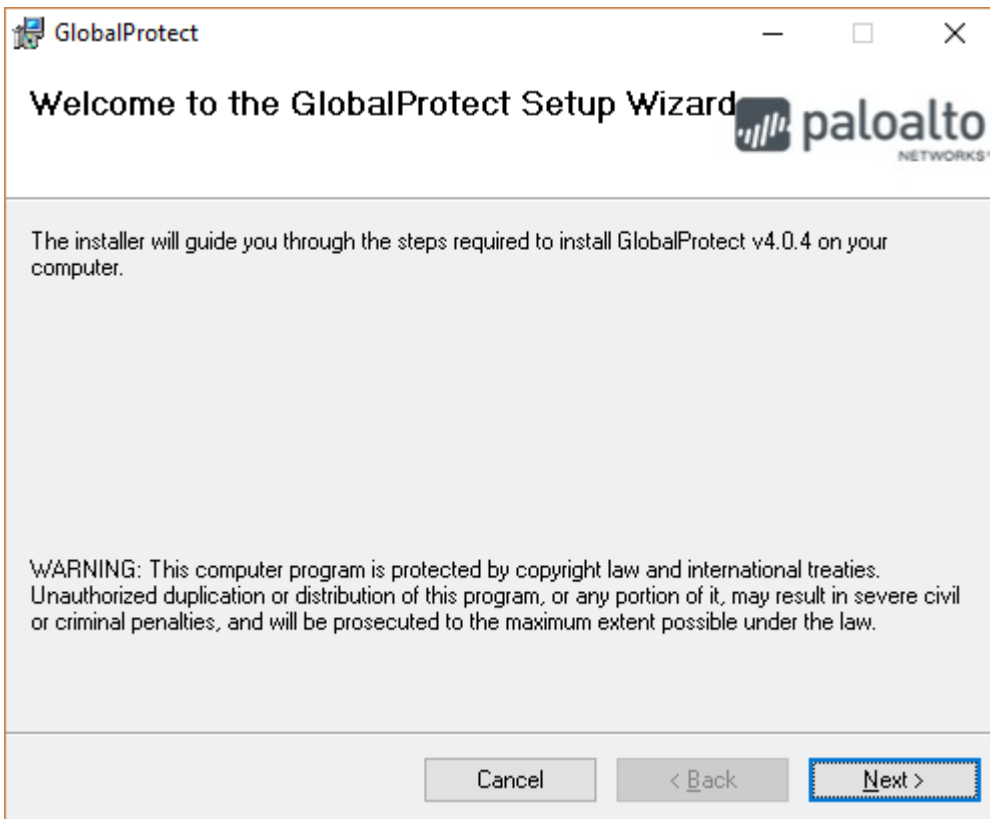 GlobalProtect
Welcome to the GlobalProtect Setup Wizard
paloalto
NETWORKS
The installer will guide you through the steps required to install GlobalProtect v4.0.4 on your
computer.
WARNING: This computer program is protected by copyright law and international treaties.
Unauthorized duplication or distribution of this program, or any portion of it, may result in severe civil
or criminal penalties, and will be prosecuted to the maximum extent possible under the law.
Cancel < Back Next >